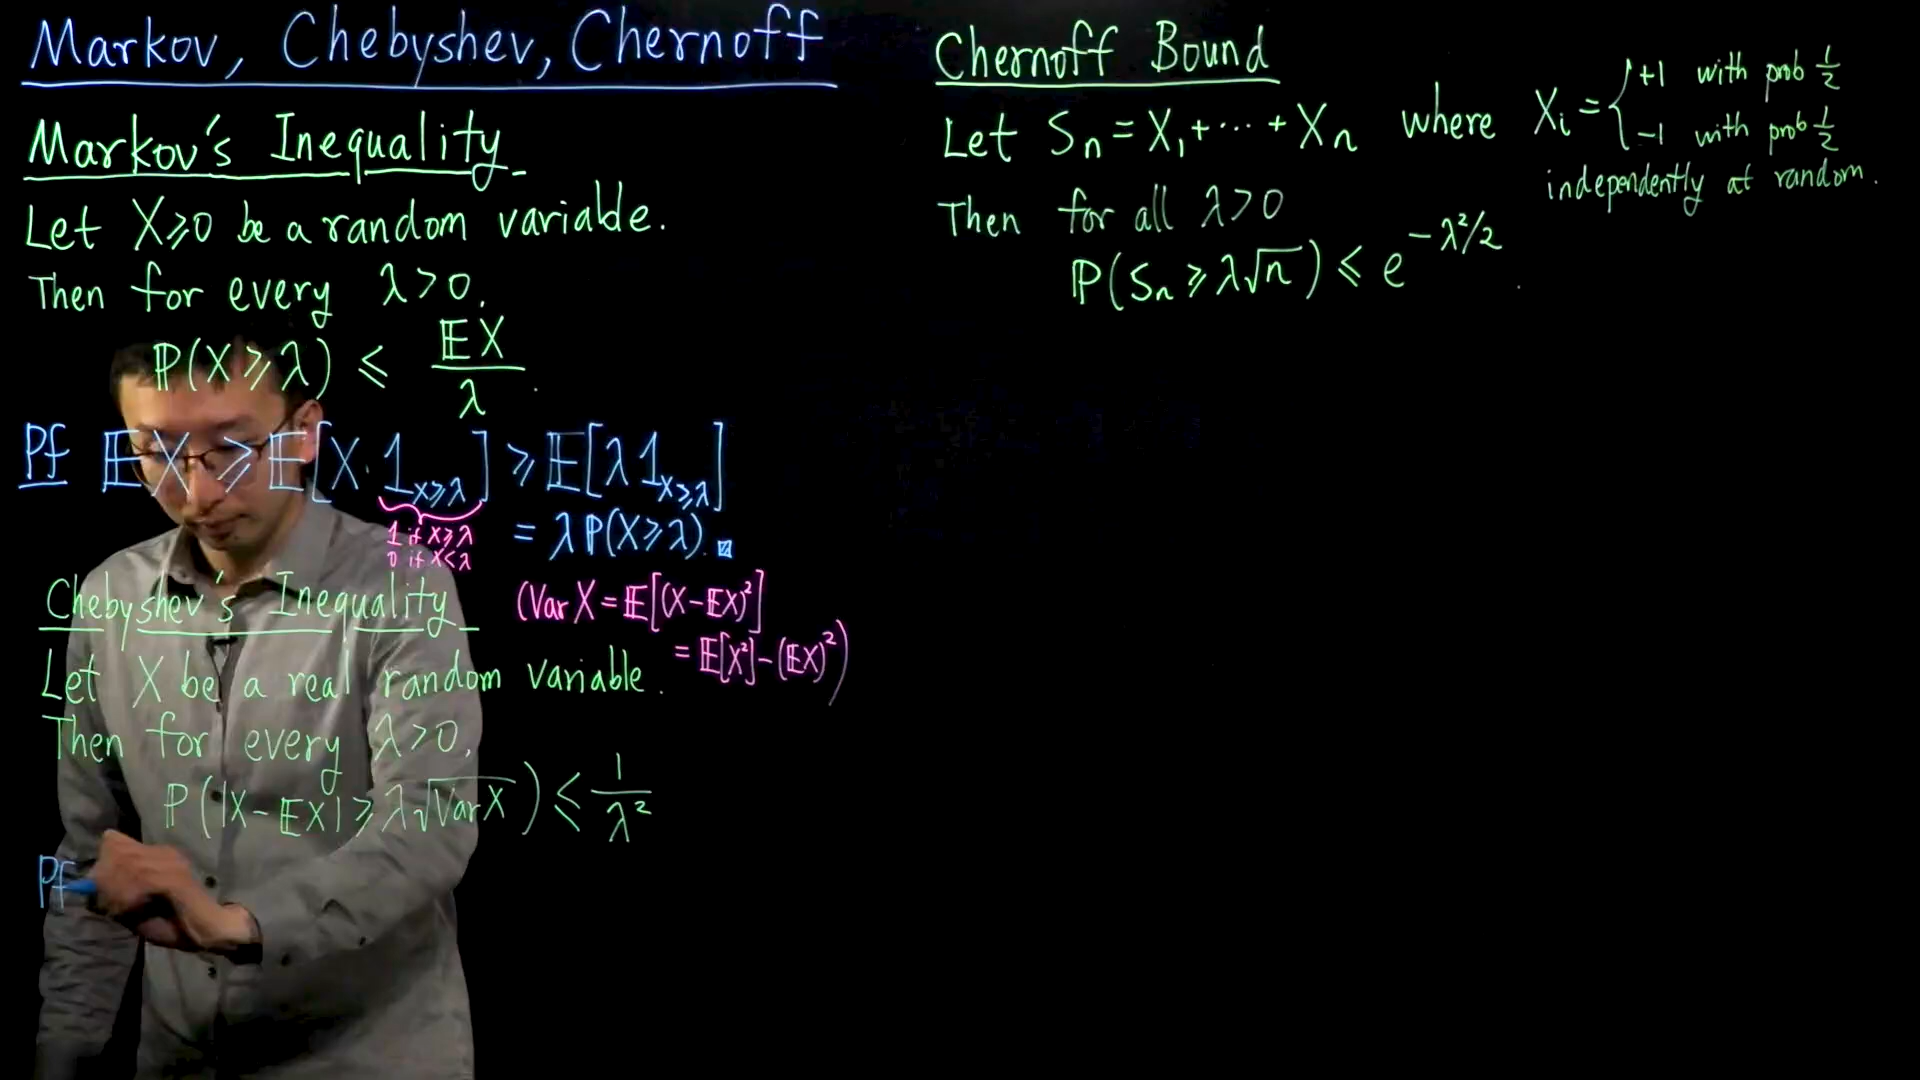 Markov, Chebyshev, Chernoff
Markov's Inequality
Let X⩾0 be a random variable.
Then for every λ>0,
ℙ(X⩾λ) ⩽ 𝔼X/λ.
Pf 𝔼X ⩾ 𝔼[X·1_{X⩾λ}] ⩾ 𝔼[λ1_{X⩾λ}]
1 if X⩾λ
0 if X<λ
= λℙ(X⩾λ).
Chebyshev's Inequality
(Var X = 𝔼[(X-𝔼X)²]
= 𝔼[X²]-(𝔼X)²)
Let X be a real random variable.
Then for every λ>0,
ℙ(|X-𝔼X| ⩾ λ√Var X) ⩽ 1/λ²
Pf
Chernoff Bound
Let Sₙ = X₁+⋯+Xₙ where Xᵢ = { +1 with prob 1/2
-1 with prob 1/2
independently at random.
Then for all λ>0
ℙ(Sₙ ⩾ λ√n) ⩽ e^{-λ²/2}.